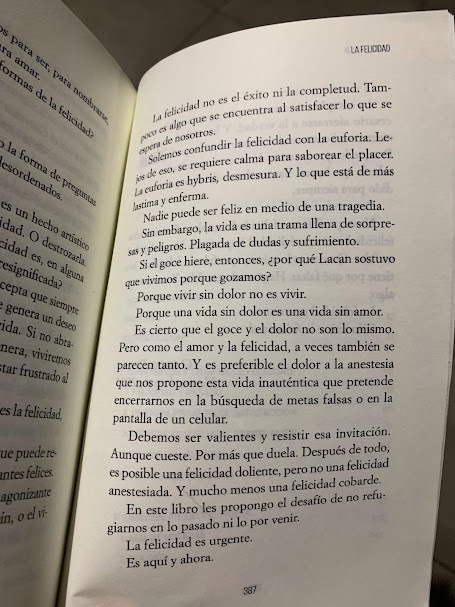 os para ser, para nombrarse,
ra amar.
formas de la felicidad?
o la forma de preguntas
desordenados.
es un hecho artístico
idad. O destrozarla.
cidad es, en alguna
resignificada?
cepta que siempre
e genera un deseo
rida. Si no abra-
nera, viviremos
star frustrado al
es la felicidad,
ue puede re-
antes felices.
agonizante
in, o el vi-
LA FELICIDAD
La felicidad no es el éxito ni la completud. Tam-
poco es algo que se encuentra al satisfacer lo que se
espera de nosotros.
Solemos confundir la felicidad con la euforia. Le-
jos de eso, se requiere calma para saborear el placer.
La euforia es hybris, desmesura. Y lo que está de más
lastima y enferma.
Nadie puede ser feliz en medio de una tragedia.
Sin embargo, la vida es una trama llena de sorpre-
sas y peligros. Plagada de dudas y sufrimiento.
Si el goce hiere, entonces, ¿por qué Lacan sostuvo
que vivimos porque gozamos?
Porque vivir sin dolor no es vivir.
Porque una vida sin dolor es una vida sin amor.
Es cierto que el goce y el dolor no son lo mismo.
Pero como el amor y la felicidad, a veces también se
parecen tanto. Y es preferible el dolor a la anestesia
que nos propone esta vida inauténtica que pretende
encerrarnos en la búsqueda de metas falsas o en la
pantalla de un celular.
Debemos ser valientes y resistir esa invitación.
Aunque cueste. Por más que duela. Después de todo,
es posible una felicidad doliente, pero no una felicidad
anestesiada. Y mucho menos una felicidad cobarde.
En este libro les propongo el desafío de no refu-
giarnos en lo pasado ni lo por venir.
La felicidad es urgente.
Es aquí y ahora.
387